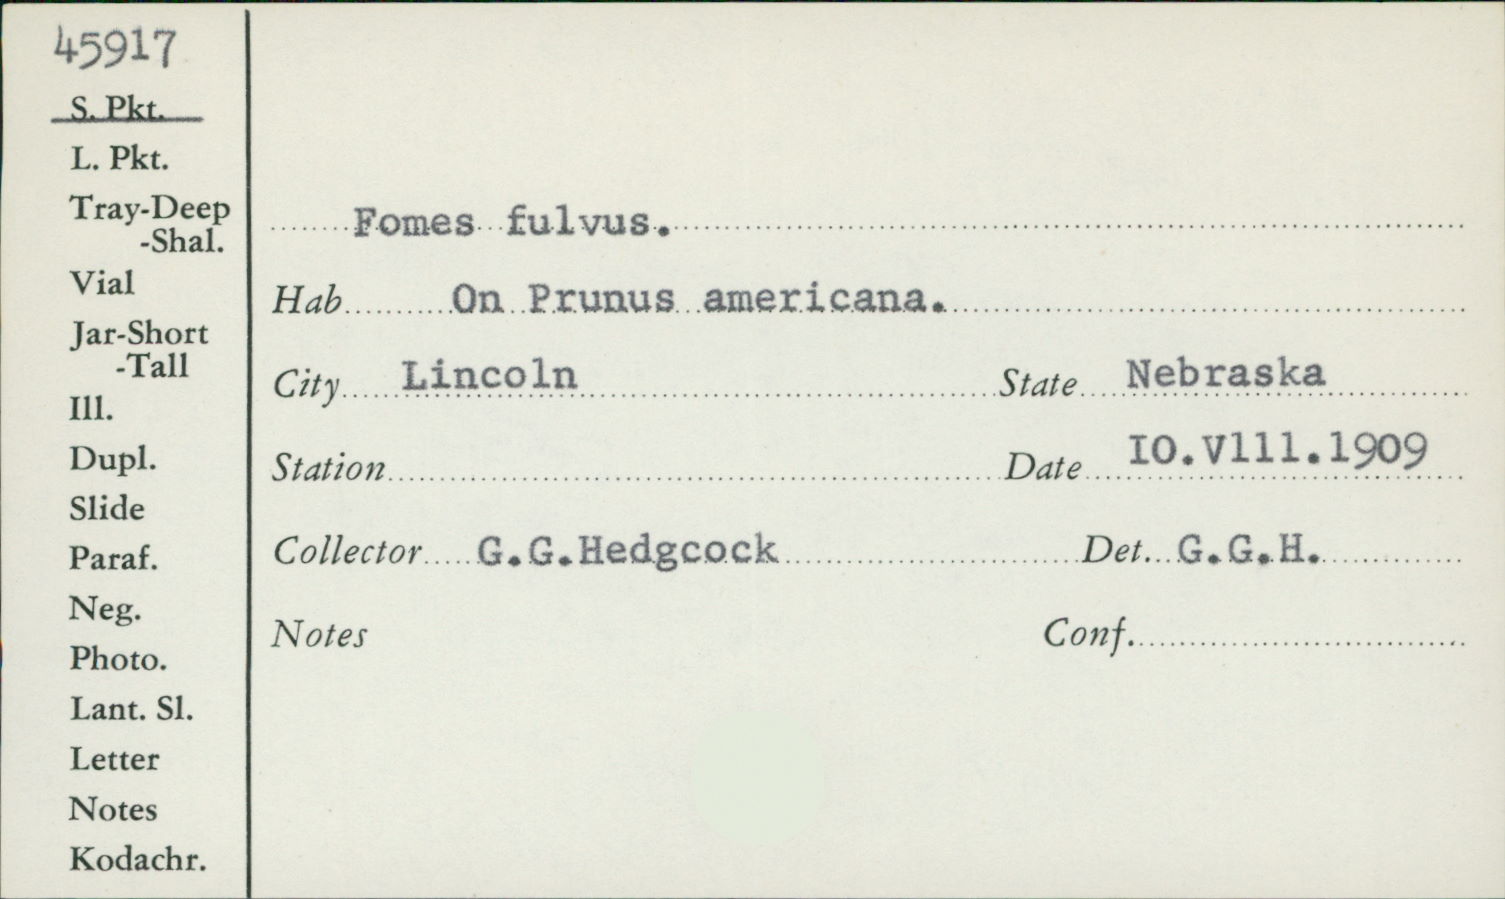 45917
S. Pkt.
L. Pkt.
Tray-Deep
-Shal.
Vial
Jar-Short
-Tall
Ill.
Dupl.
Slide
Paraf.
Neg.
Photo.
Lant. Sl.
Letter
Notes
Kodachr.
Fomes fulvus.
Hab On Prunus americana.
City Lincoln State Nebraska
Station Date IO.Vlll.1909
Collector G.G.Hedgcock Det. G.G.H.
Notes Conf.